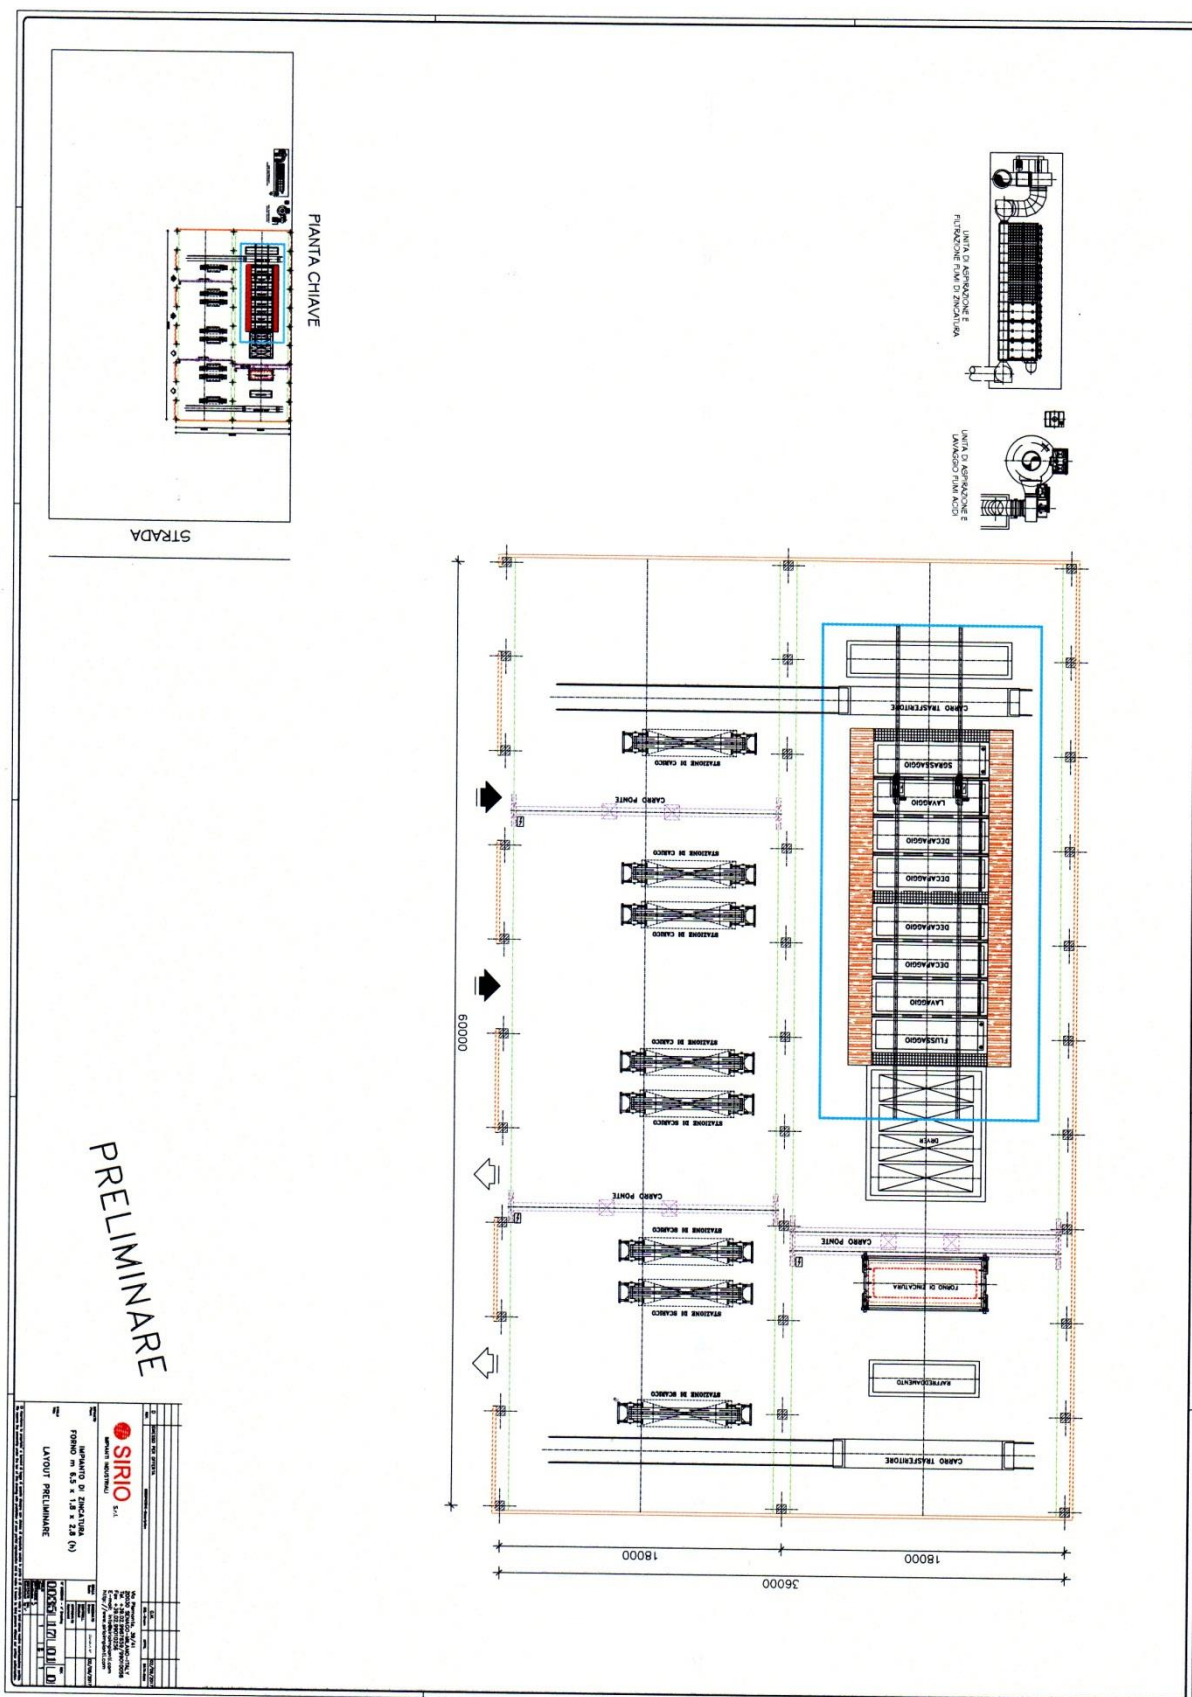 PIANTA CHIAVE
STRADA
UNITA DI ASPIRAZIONE E
FILTRAZIONE FUMI DI ZINCATURA
UNITA DI ASPIRAZIONE E
LAVAGGIO FUMI ACIDI
CARRO TRASFERITORE
STAZIONE DI CARICO
SGRASSAGGIO
LAVAGGIO
CARRO PONTE
DECAPAGGIO
STAZIONE DI CARICO
DECAPAGGIO
STAZIONE DI CARICO
DECAPAGGIO
DECAPAGGIO
LAVAGGIO
FLUSSAGGIO
STAZIONE DI CARICO
60000
STAZIONE DI SCARICO
DRYER
CARRO PONTE
STAZIONE DI SCARICO
CARRO PONTE
FORNO DI ZINCATURA
STAZIONE DI SCARICO
RAFFREDDAMENTO
STAZIONE DI SCARICO
CARRO TRASFERITORE
18000
18000
36000
PRELIMINARE
SIRIO S.r.l.
IMPIANTI INDUSTRIALI
IMPIANTO DI ZINCATURA
FORNO m 6,5 x 1,8 x 2,8 (h)
LAYOUT PRELIMINARE